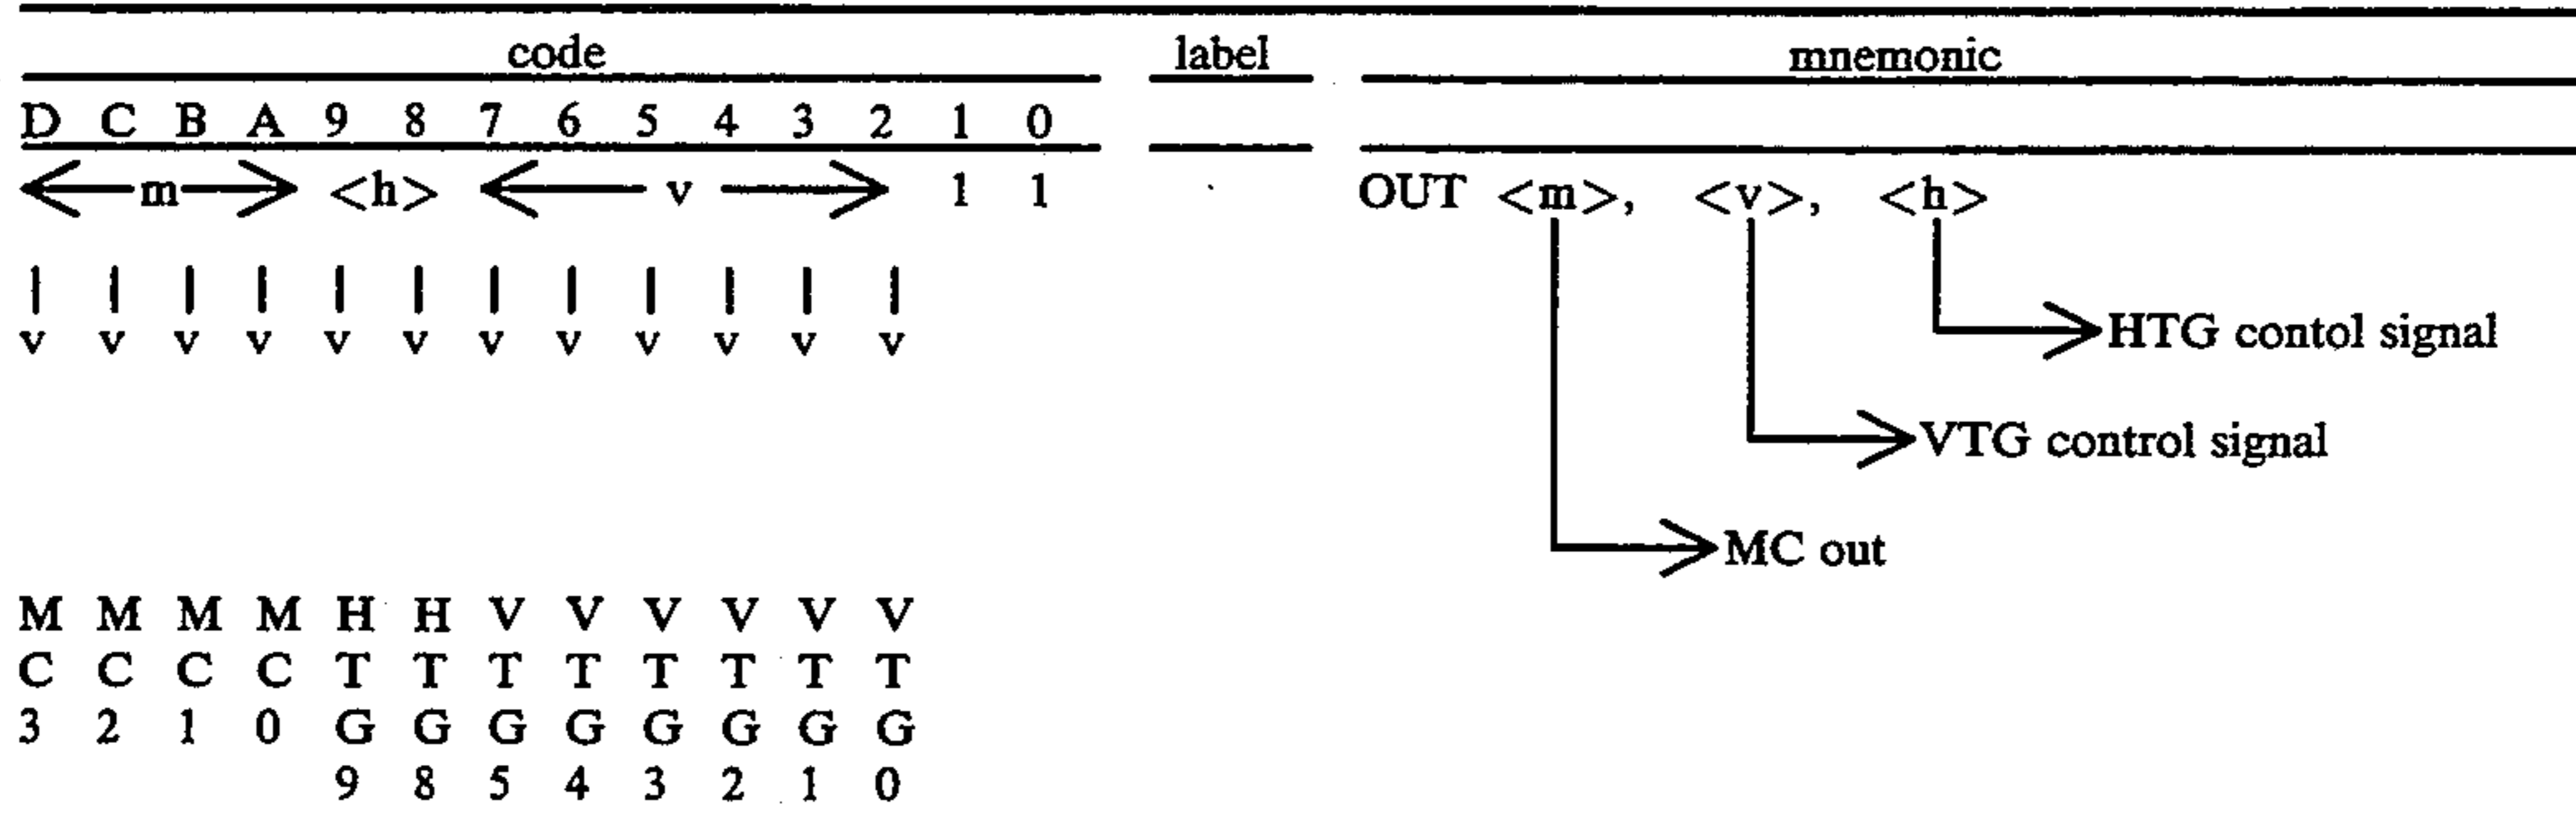 code label mnemonic
D C B A 9 8 7 6 5 4 3 2 1 0
m <h> v 1 1 OUT <m>, <v>, <h>
v v v v v v v v v v v v
HTG contol signal
VTG control signal
MC out
M M M M H H V V V V V V
C C C C T T T T T T T T
3 2 1 0 G G G G G G G G
9 8 5 4 3 2 1 0